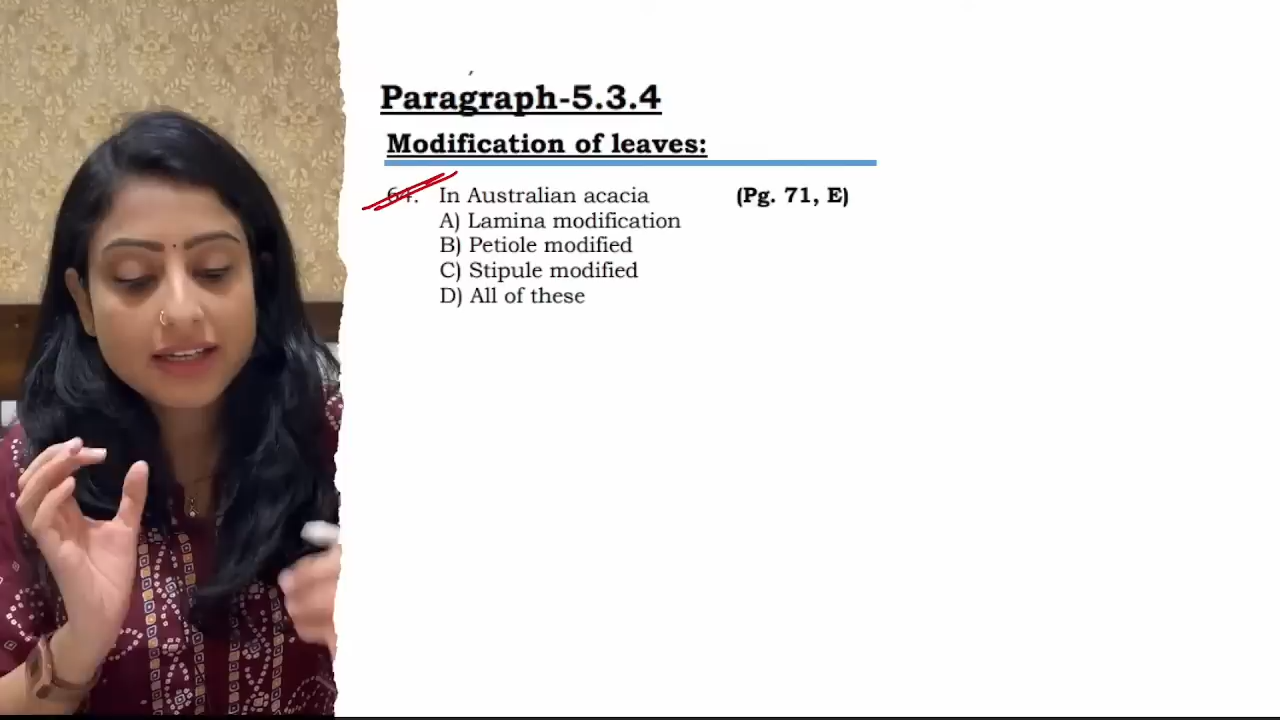 Paragraph-5.3.4
Modification of leaves:
64. In Australian acacia (Pg. 71, E)
A) Lamina modification
B) Petiole modified
C) Stipule modified
D) All of these